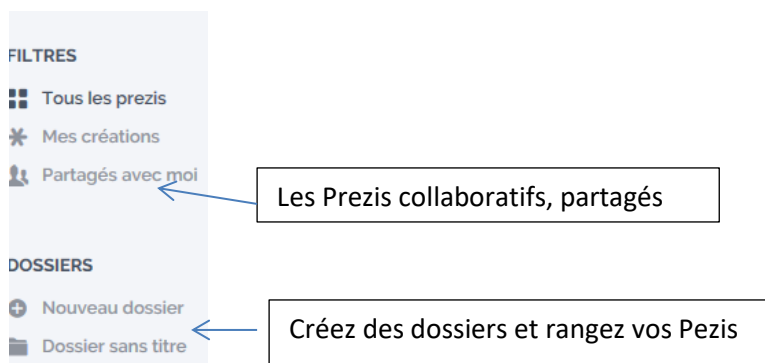 FILTRES
Tous les prezis
Mes créations
Partagés avec moi
Les Prezis collaboratifs, partagés
DOSSIERS
Nouveau dossier
Dossier sans titre
Créez des dossiers et rangez vos Pezis